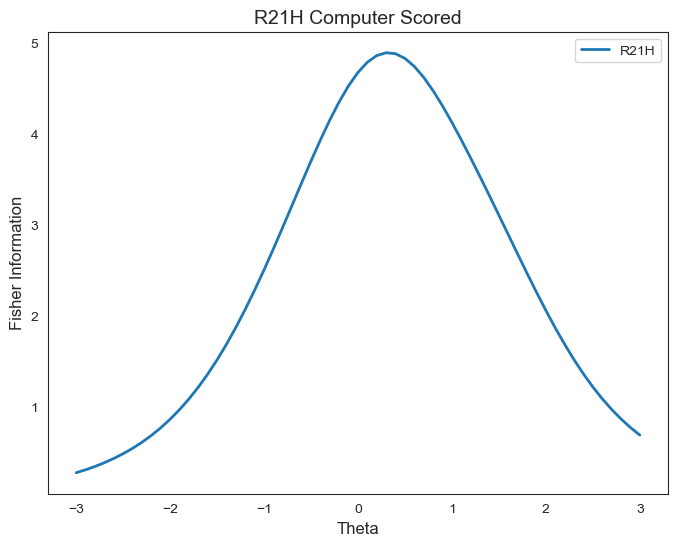 R21H Computer Scored
R21H
Fisher Information
5
4
3
2
1
−3 −2 −1 0 1 2 3
Theta